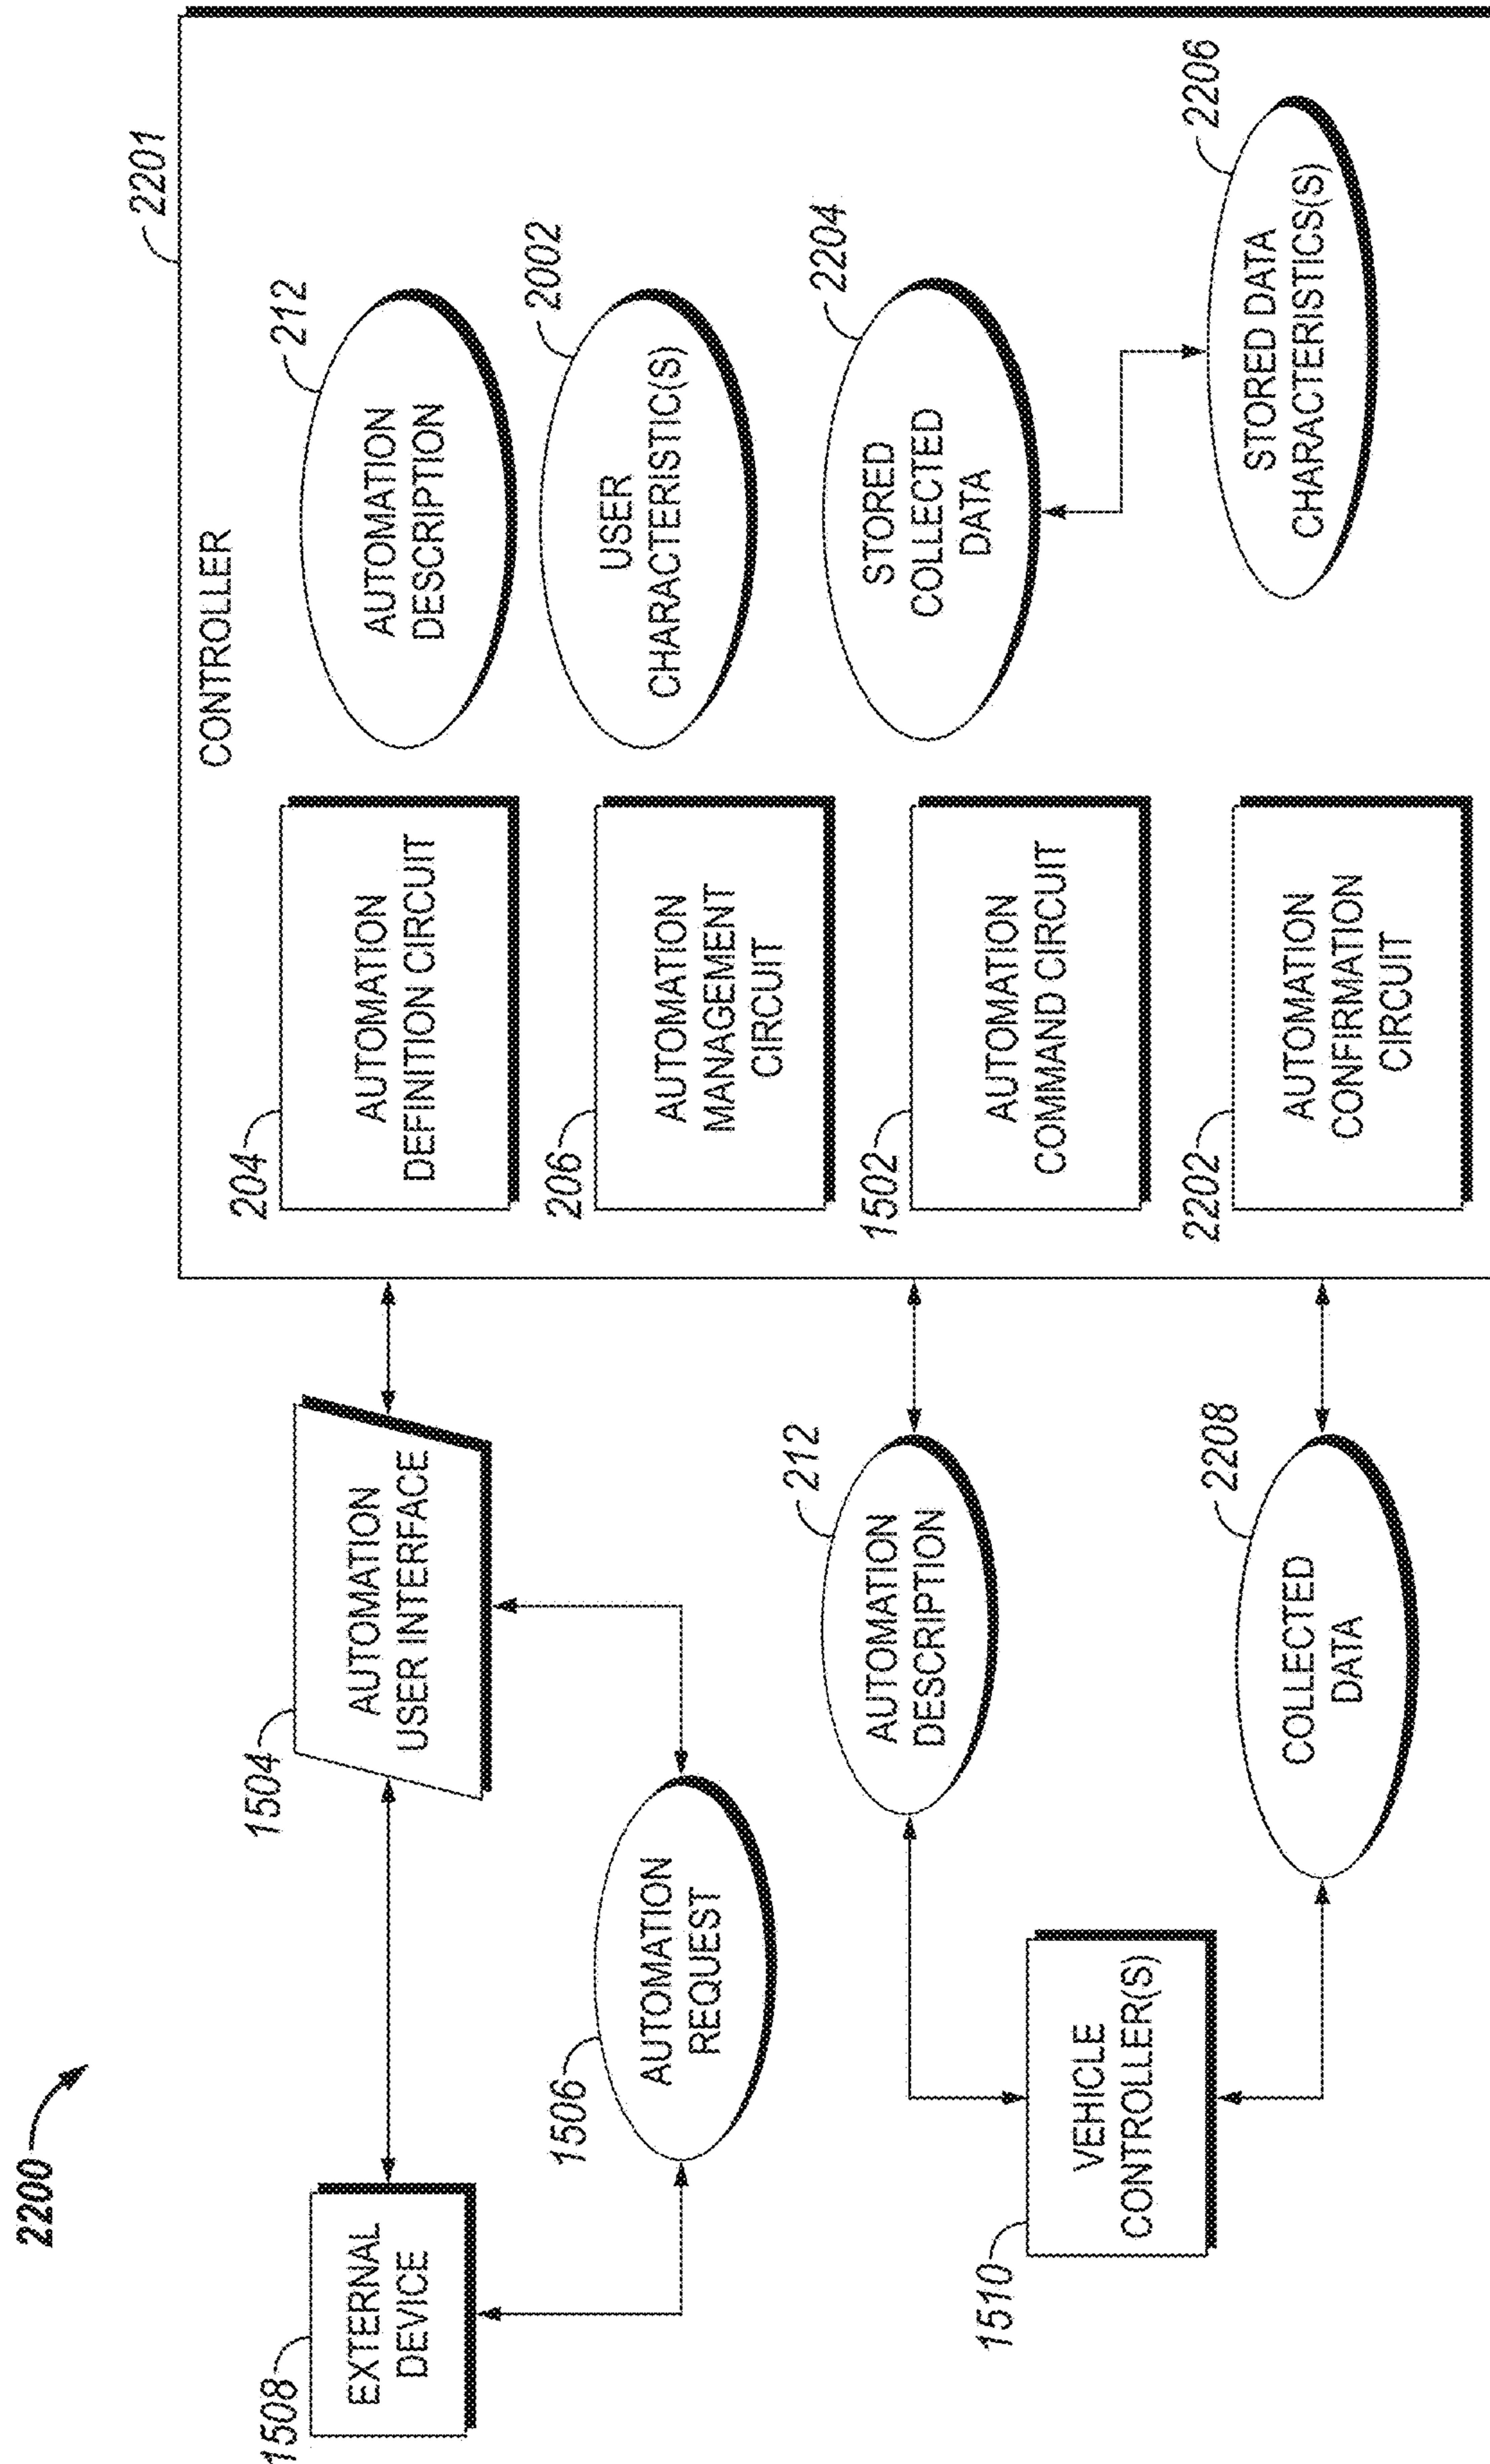 2200
1508
EXTERNAL
DEVICE
1504
AUTOMATION
USER INTERFACE
1506
AUTOMATION
REQUEST
212
AUTOMATION
DESCRIPTION
1510
VEHICLE
CONTROLLER(S)
2208
COLLECTED
DATA
2201
CONTROLLER
204
AUTOMATION
DEFINITION CIRCUIT
212
AUTOMATION
DESCRIPTION
206
AUTOMATION
MANAGEMENT
CIRCUIT
2002
USER
CHARACTERISTIC(S)
1502
AUTOMATION
COMMAND CIRCUIT
2204
STORED
COLLECTED
DATA
2202
AUTOMATION
CONFIRMATION
CIRCUIT
2206
STORED DATA
CHARACTERISTICS(S)